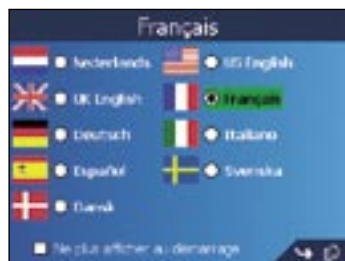 Français
Nederlands US English
UK English Français
Deutsch Italiano
Español Svenska
Dansk
Ne plus afficher au démarrage